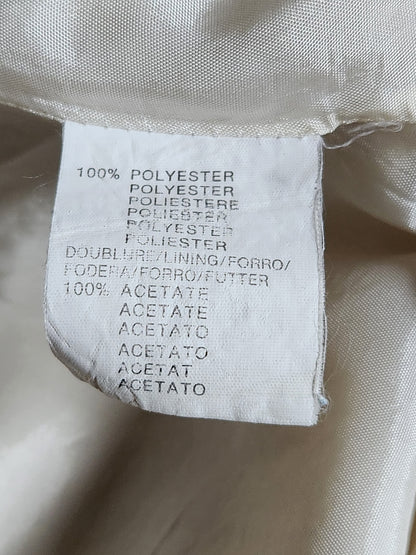 100% POLYESTER
POLYESTER
POLIESTERE
POLIESTER
POLYESTER
POLIESTER
DOUBLURE/LINING/FORRO/
FODERA/FORRO/FUTTER
100% ACETATE
ACETATE
ACETATO
ACETATO
ACETAT
ACETATO